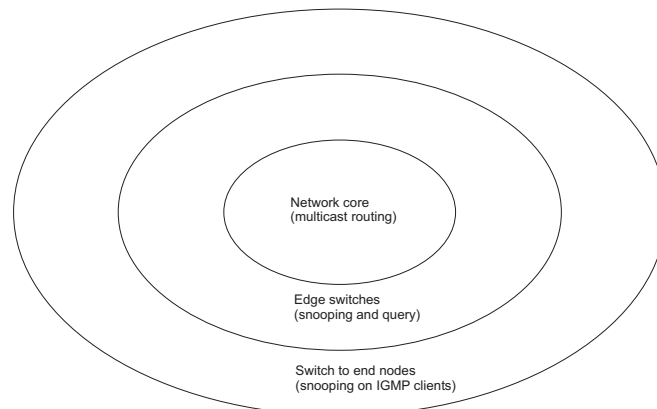 Network core
(multicast routing)
Edge switches
(snooping and query)
Switch to end nodes
(snooping on IGMP clients)